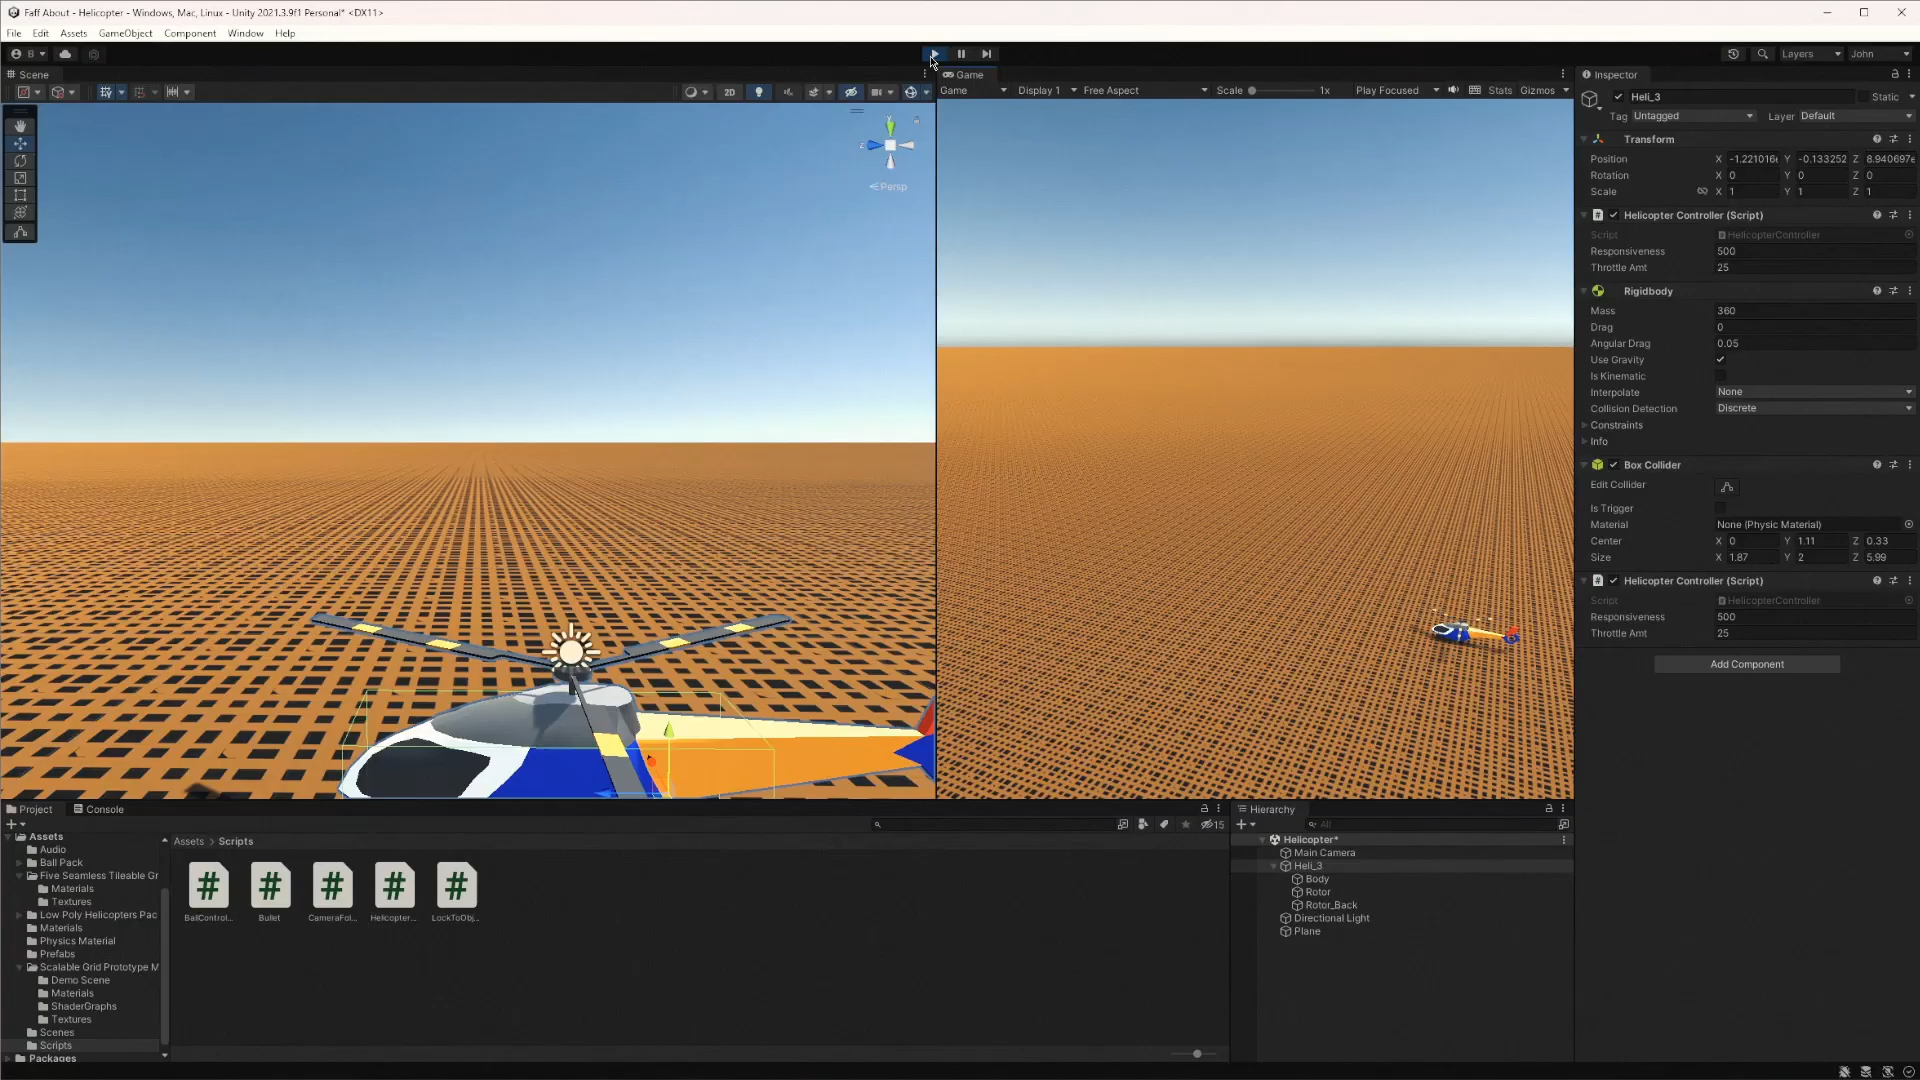 Faff About - Helicopter - Windows, Mac, Linux - Unity 2021.3.9f1 Personal* <DX11>
File Edit Assets GameObject Component Window Help
B
Layers John
Scene
2D
Persp
Game
Game Display 1 Free Aspect Scale 1x Play Focused Stats Gizmos
Inspector
Heli_3 Static
Tag Untagged Layer Default
Transform
Position X -1.221016e Y -0.133252 Z 8.940697e
Rotation X 0 Y 0 Z 0
Scale X 1 Y 1 Z 1
Helicopter Controller (Script)
Script HelicopterController
Responsiveness 500
Throttle Amt 25
Rigidbody
Mass 360
Drag 0
Angular Drag 0.05
Use Gravity
Is Kinematic
Interpolate None
Collision Detection Discrete
Constraints
Info
Box Collider
Edit Collider
Is Trigger
Material None (Physic Material)
Center X 0 Y 1.11 Z 0.33
Size X 1.87 Y 2 Z 5.99
Helicopter Controller (Script)
Script HelicopterController
Responsiveness 500
Throttle Amt 25
Add Component
Project Console
15
Assets
Audio
Ball Pack
Five Seamless Tileable Gr
Materials
Textures
Low Poly Helicopters Pac
Materials
Physics Material
Prefabs
Scalable Grid Prototype M
Demo Scene
Materials
ShaderGraphs
Textures
Scenes
Scripts
Packages
Assets > Scripts
BallControl... Bullet CameraFol... Helicopter... LockToObj...
Hierarchy
All
Helicopter*
Main Camera
Heli_3
Body
Rotor
Rotor_Back
Directional Light
Plane